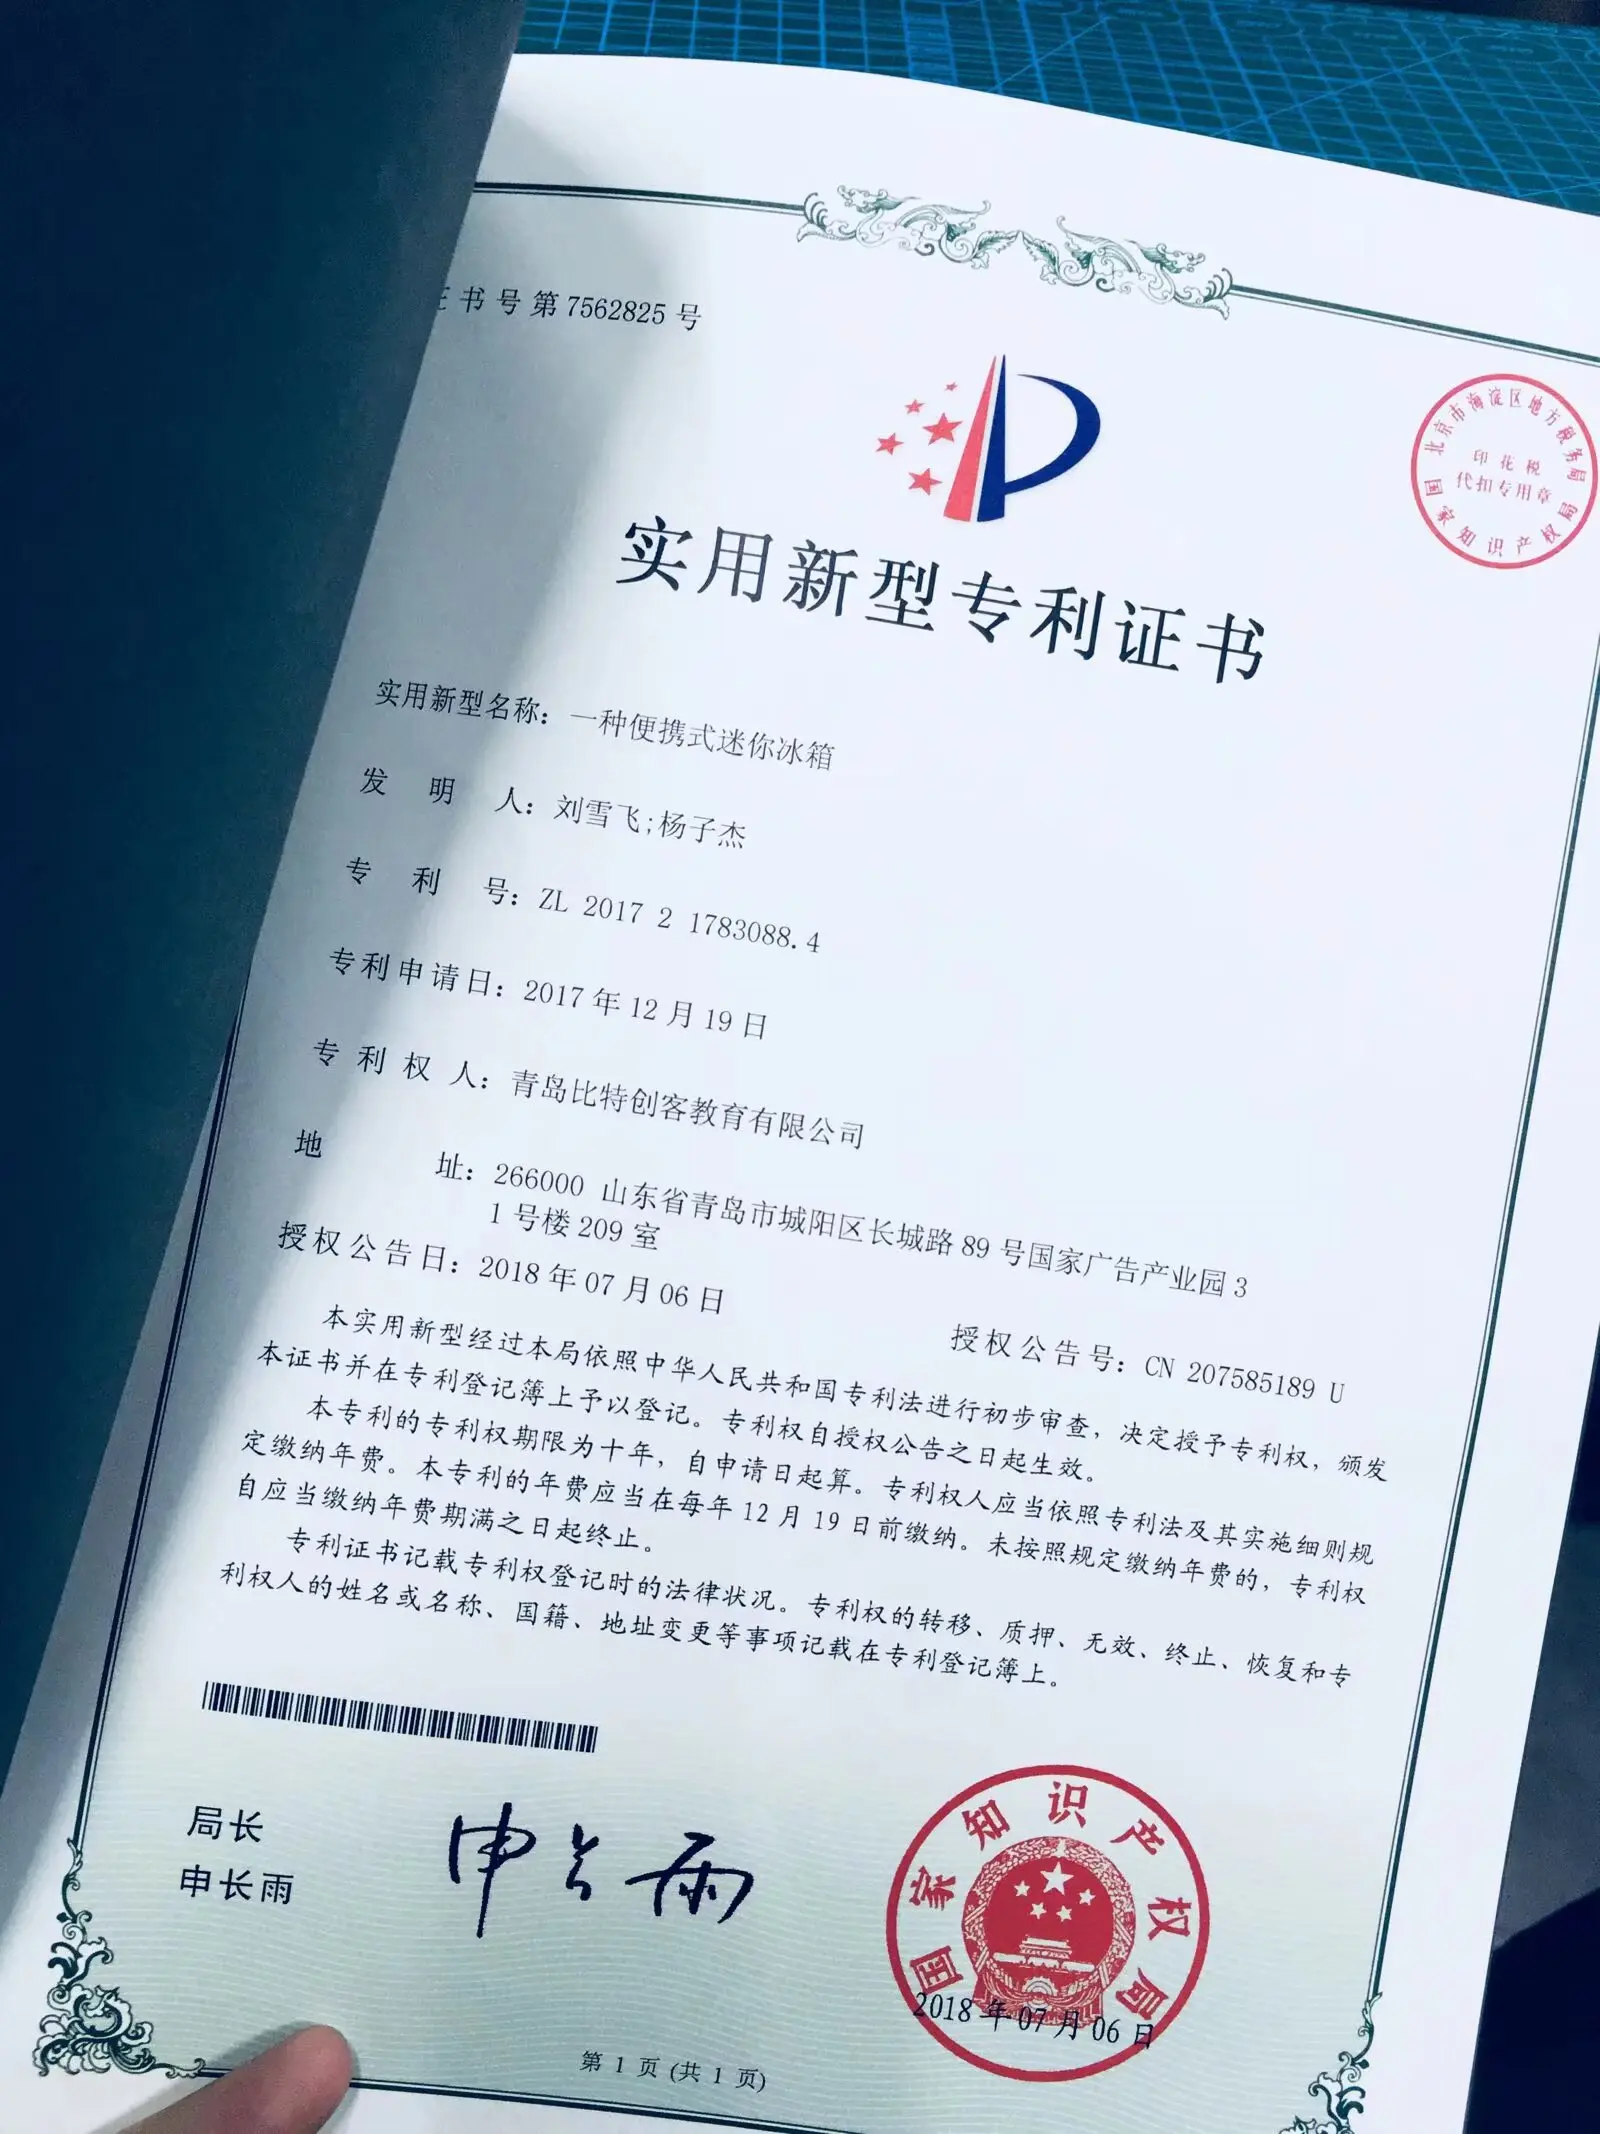 证书号第7562825号
北京市海淀区地方税务局
印花税
代扣专用章
国家知识产权局
实用新型专利证书
实用新型名称：一种便携式迷你冰箱
发明人：刘雪飞;杨子杰
专利号：ZL 2017 2 1783088.4
专利申请日：2017年12月19日
专利权人：青岛比特创客教育有限公司
地址：266000 山东省青岛市城阳区长城路89号国家广告产业园3
1号楼209室
授权公告日：2018年07月06日
授权公告号：CN 207585189 U
本实用新型经过本局依照中华人民共和国专利法进行初步审查，决定授予专利权，颁发
本证书并在专利登记簿上予以登记。专利权自授权公告之日起生效。
本专利的专利权期限为十年，自申请日起算。专利权人应当依照专利法及其实施细则规
定缴纳年费。本专利的年费应当在每年12月19日前缴纳。未按照规定缴纳年费的，专利权
自应当缴纳年费期满之日起终止。
专利证书记载专利权登记时的法律状况。专利权的转移、质押、无效、终止、恢复和专
利权人的姓名或名称、国籍、地址变更等事项记载在专利登记簿上。
局长
申长雨
申长雨
国家知识产权局
2018年07月06日
第 1 页 (共 1 页)